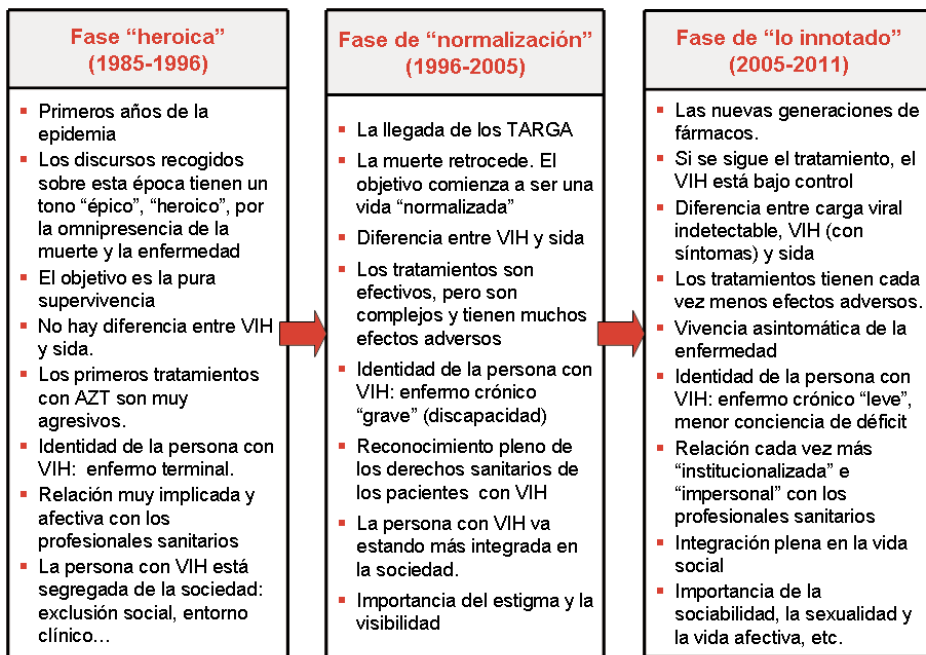 Fase “heroica”
(1985-1996)
▪ Primeros años de la
epidemia
▪ Los discursos recogidos
sobre esta época tienen un
tono “épico”, “heroico”, por
la omnipresencia de la
muerte y la enfermedad
▪ El objetivo es la pura
supervivencia
▪ No hay diferencia entre VIH
y sida.
▪ Los primeros tratamientos
con AZT son muy
agresivos.
▪ Identidad de la persona con
VIH: enfermo terminal.
▪ Relación muy implicada y
afectiva con los
profesionales sanitarios
▪ La persona con VIH está
segregada de la sociedad:
exclusión social, entorno
clínico…
Fase de “normalización”
(1996-2005)
▪ La llegada de los TARGA
▪ La muerte retrocede. El
objetivo comienza a ser una
vida “normalizada”
▪ Diferencia entre VIH y sida
▪ Los tratamientos son
efectivos, pero son
complejos y tienen muchos
efectos adversos
▪ Identidad de la persona con
VIH: enfermo crónico
“grave” (discapacidad)
▪ Reconocimiento pleno de
los derechos sanitarios de
los pacientes con VIH
▪ La persona con VIH va
estando más integrada en
la sociedad.
▪ Importancia del estigma y la
visibilidad
Fase de “lo innotado”
(2005-2011)
▪ Las nuevas generaciones de
fármacos.
▪ Si se sigue el tratamiento, el
VIH está bajo control
▪ Diferencia entre carga viral
indetectable, VIH (con
síntomas) y sida
▪ Los tratamientos tienen cada
vez menos efectos adversos.
▪ Vivencia asintomática de la
enfermedad
▪ Identidad de la persona con
VIH: enfermo crónico “leve”,
menor conciencia de déficit
▪ Relación cada vez más
“institucionalizada” e
“impersonal” con los
profesionales sanitarios
▪ Integración plena en la vida
social
▪ Importancia de la
sociabilidad, la sexualidad y
la vida afectiva, etc.